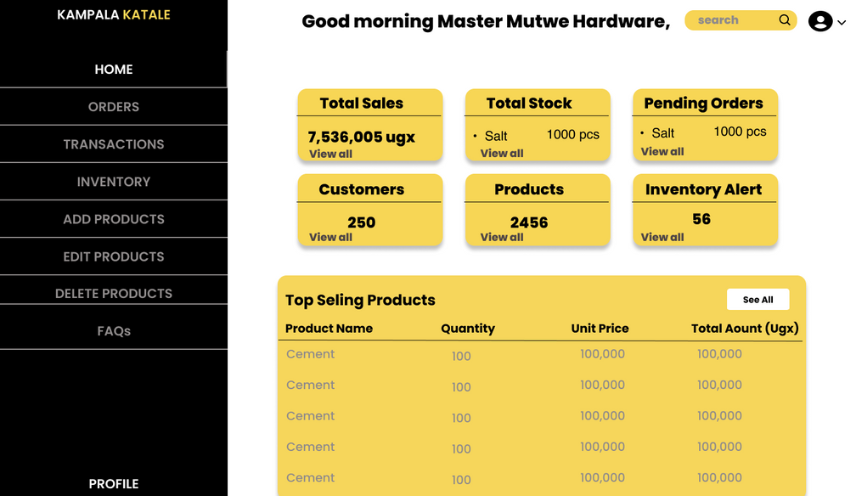 KAMPALA KATALE
HOME
ORDERS
TRANSACTIONS
INVENTORY
ADD PRODUCTS
EDIT PRODUCTS
DELETE PRODUCTS
FAQs
PROFILE
Good morning Master Mutwe Hardware,
search
Total Sales
7,536,005 ugx
View all
Total Stock
• Salt 1000 pcs
View all
Pending Orders
• Salt 1000 pcs
View all
Customers
250
View all
Products
2456
View all
Inventory Alert
56
View all
Top Seling Products
See All
Product Name Quantity Unit Price Total Aount (Ugx)
Cement 100 100,000 100,000
Cement 100 100,000 100,000
Cement 100 100,000 100,000
Cement 100 100,000 100,000
Cement 100 100,000 100,000